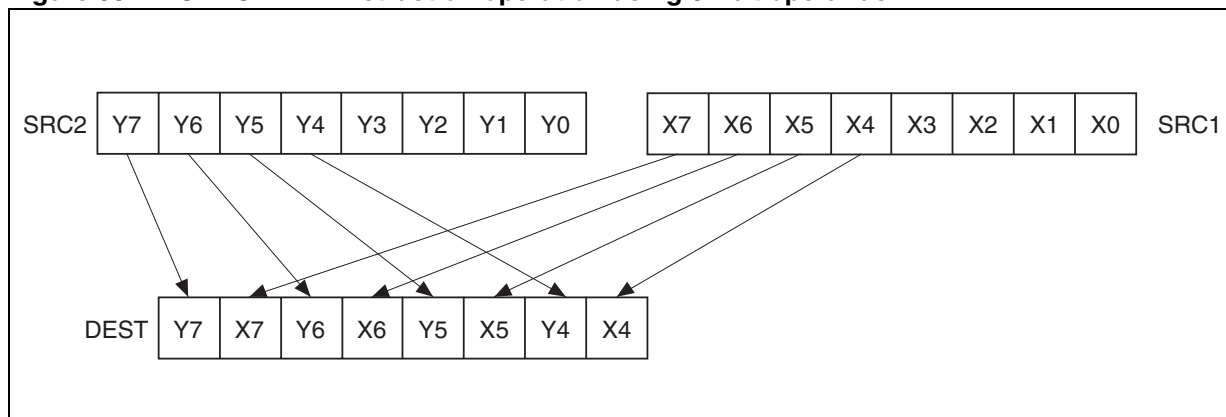 SRC2 Y7 Y6 Y5 Y4 Y3 Y2 Y1 Y0 X7 X6 X5 X4 X3 X2 X1 X0 SRC1
DEST Y7 X7 Y6 X6 Y5 X5 Y4 X4